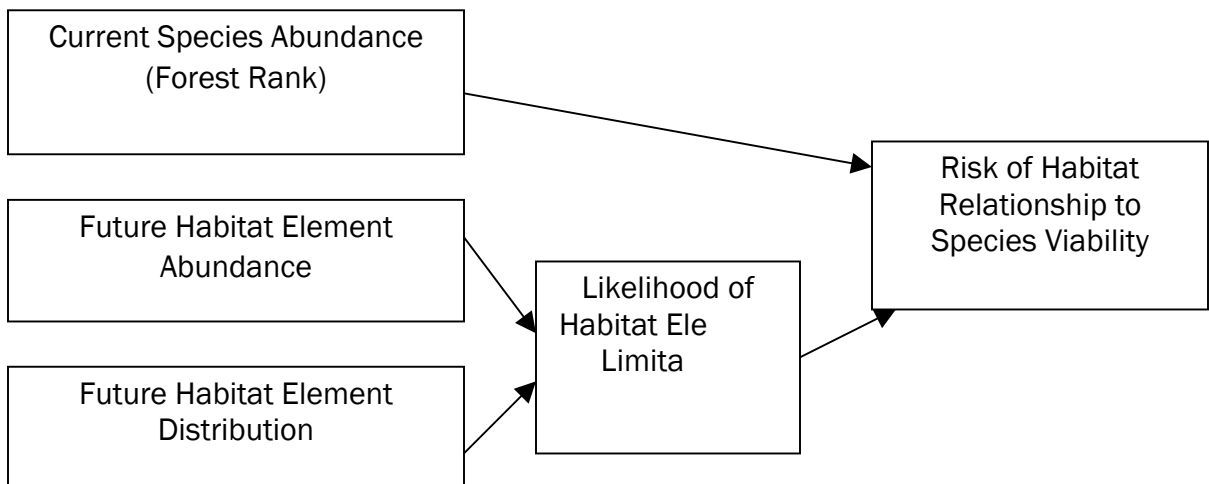 Current Species Abundance
(Forest Rank)
Future Habitat Element
Abundance
Future Habitat Element
Distribution
Likelihood of
Habitat Ele
Limita
Risk of Habitat
Relationship to
Species Viability